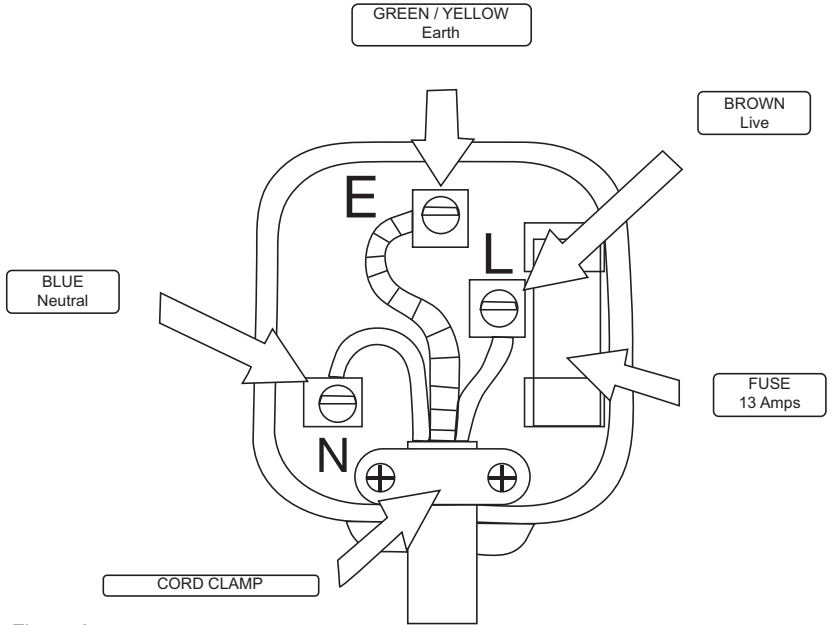 GREEN / YELLOW
Earth
BROWN
Live
E
L
BLUE
Neutral
FUSE
13 Amps
N
CORD CLAMP